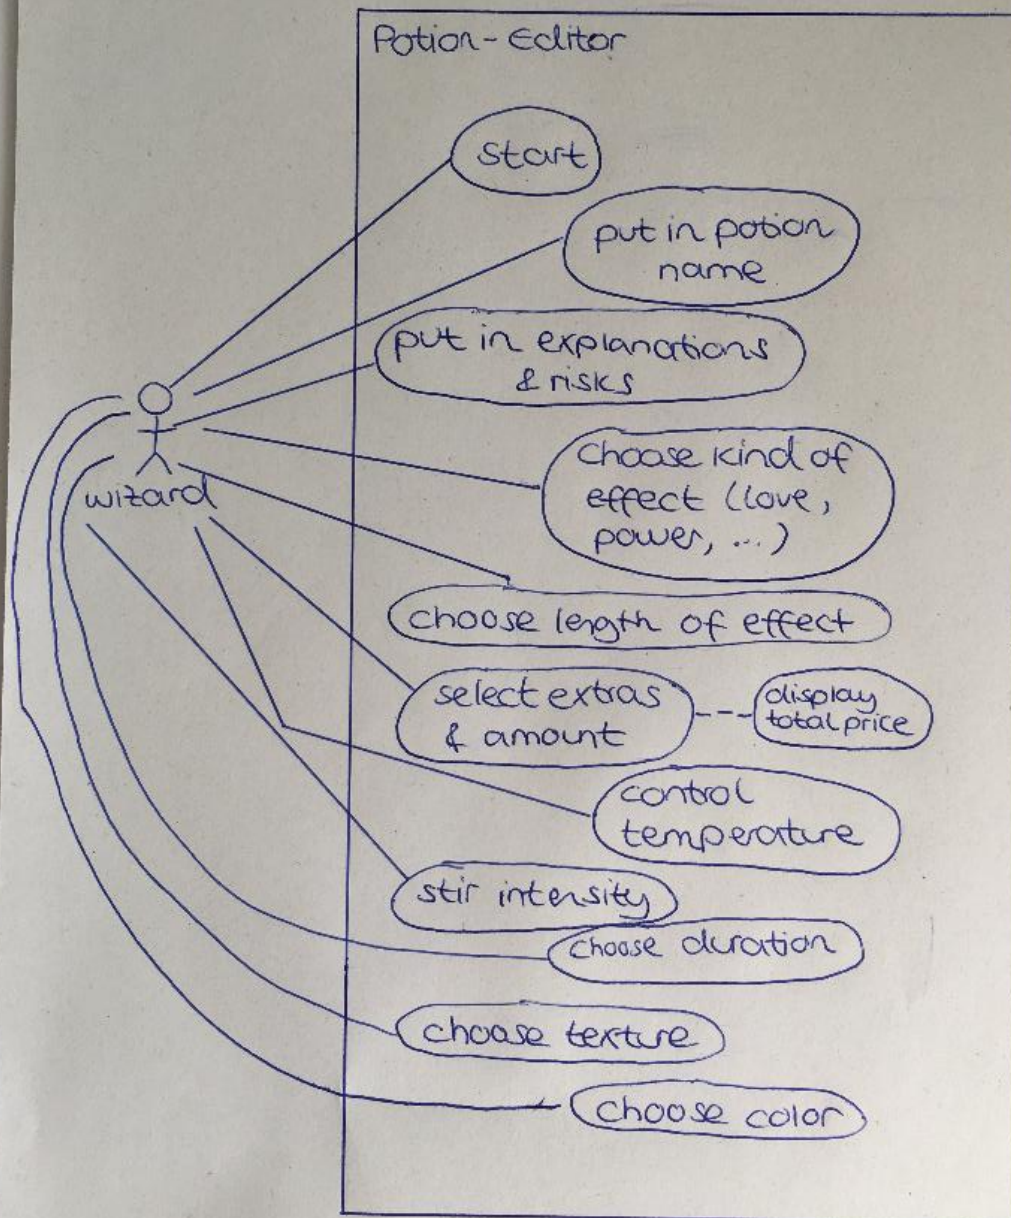 Potion-Editor
start
put in potion
name
put in explanations
& risks
choose kind of
effect (love,
power, ...)
wizard
choose length of effect
select extras
& amount
display
total price
control
temperature
stir intensity
choose duration
choose texture
choose color